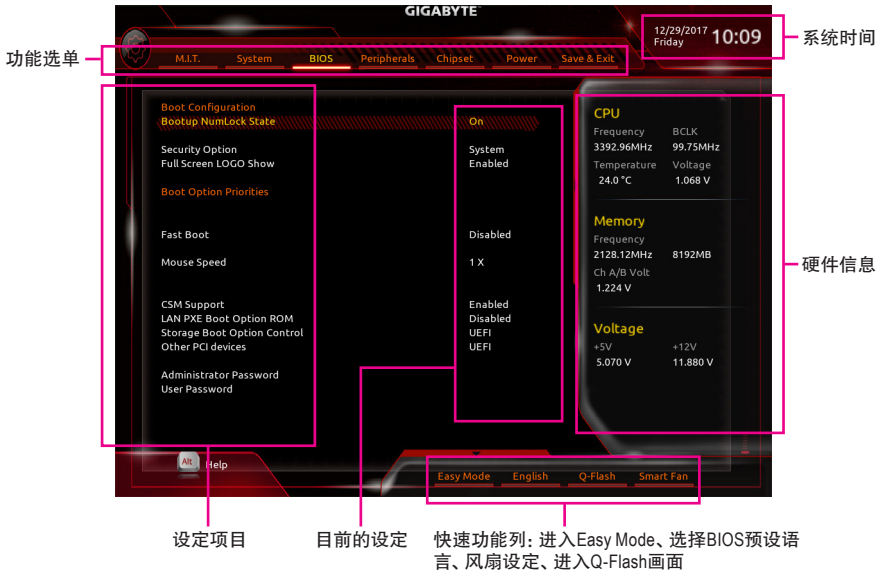 GIGABYTE™
12/29/2017
Friday
10:09
系统时间
功能选单
M.I.T. System BIOS Peripherals Chipset Power Save & Exit
Boot Configuration
Bootup NumLock State On
Security Option System
Full Screen LOGO Show Enabled
Boot Option Priorities
Fast Boot Disabled
Mouse Speed 1 X
CSM Support Enabled
LAN PXE Boot Option ROM Disabled
Storage Boot Option Control UEFI
Other PCI devices UEFI
Administrator Password
User Password
CPU
Frequency BCLK
3392.96MHz 99.75MHz
Temperature Voltage
24.0 °C 1.068 V
Memory
Frequency
2128.12MHz 8192MB
Ch A/B Volt
1.224 V
Voltage
+5V +12V
5.070 V 11.880 V
硬件信息
Alt Help
Easy Mode English Q-Flash Smart Fan
设定项目
目前的设定
快速功能列：进入Easy Mode、选择BIOS预设语
言、风扇设定、进入Q-Flash画面